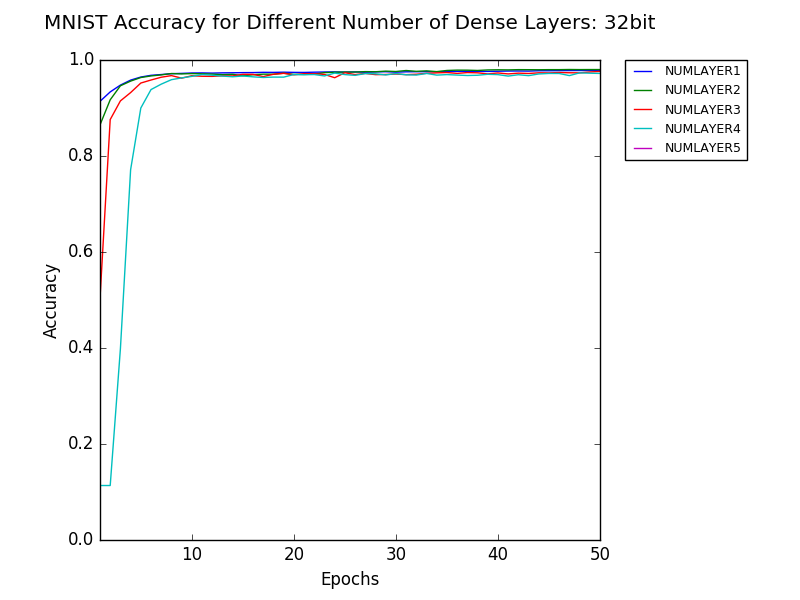 MNIST Accuracy for Different Number of Dense Layers: 32bit
1.0
0.8
0.6
0.4
0.2
0.0
Accuracy
10 20 30 40 50
Epochs
NUMLAYER1
NUMLAYER2
NUMLAYER3
NUMLAYER4
NUMLAYER5